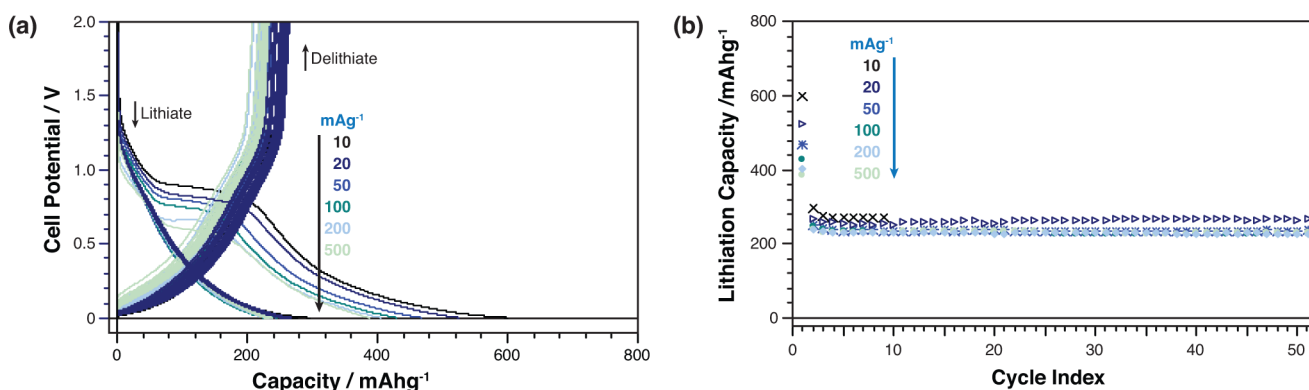 (a)
2.0
1.5
1.0
0.5
0
Cell Potential / V
Lithiate
Delithiate
mAg⁻¹
10
20
50
100
200
500
0 200 400 600 800
Capacity / mAhg⁻¹
(b)
800
600
400
200
0
Lithiation Capacity /mAhg⁻¹
mAg⁻¹
10
20
50
100
200
500
0 10 20 30 40 50
Cycle Index